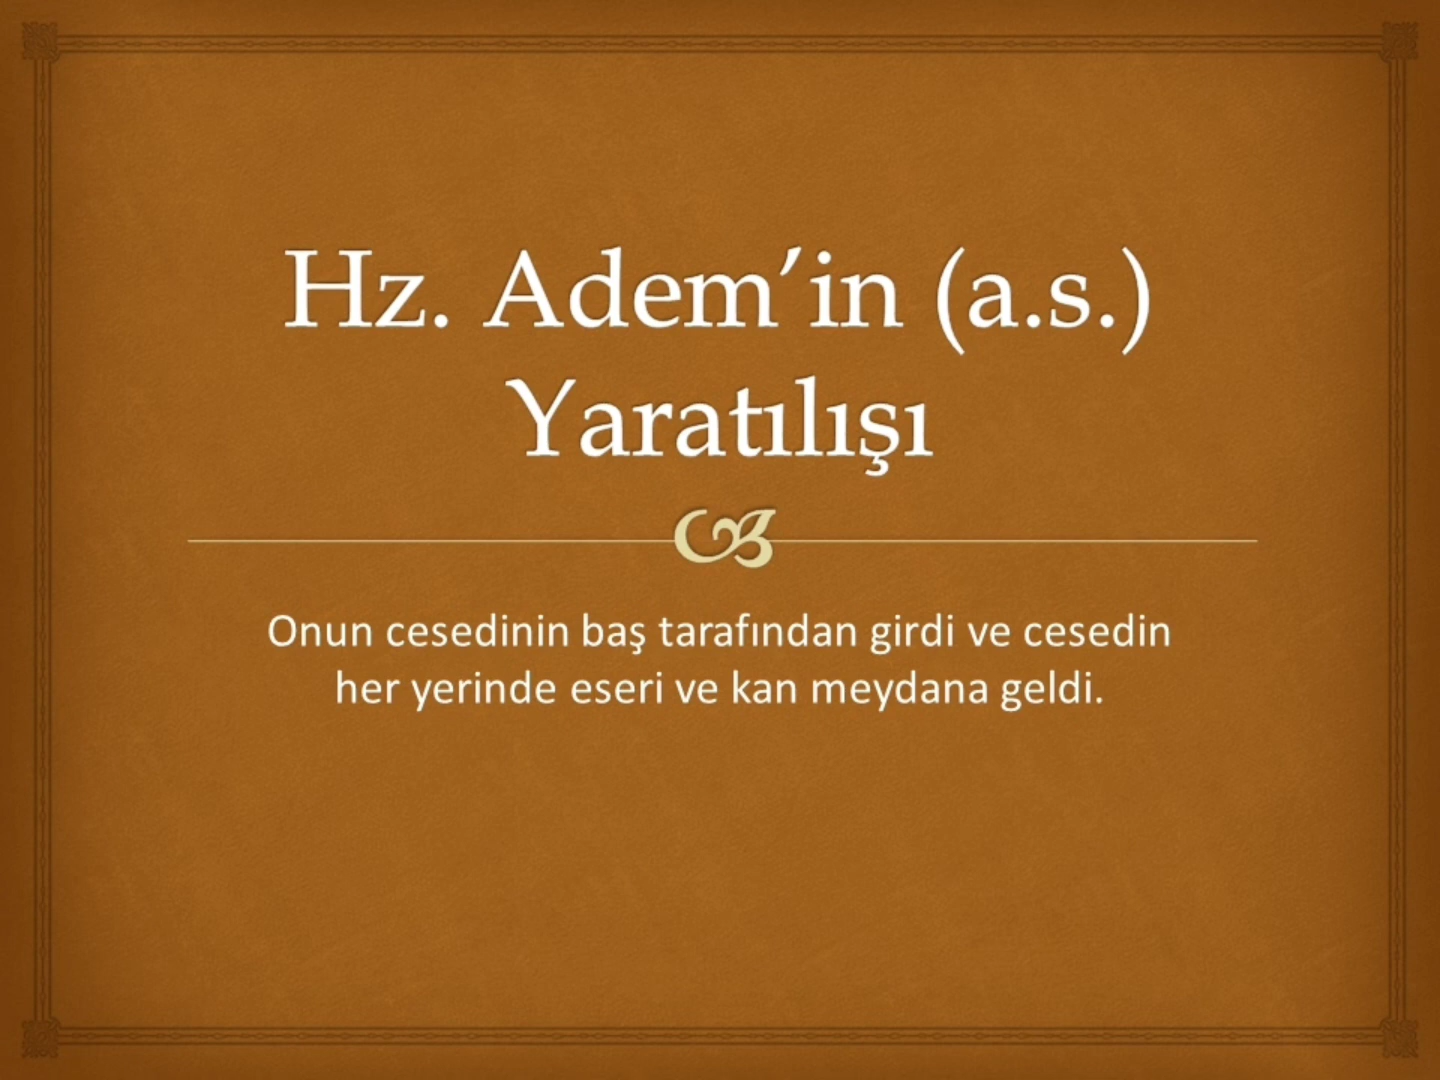 Hz. Adem’in (a.s.)
Yaratılışı
Onun cesedinin baş tarafından girdi ve cesedin
her yerinde eseri ve kan meydana geldi.